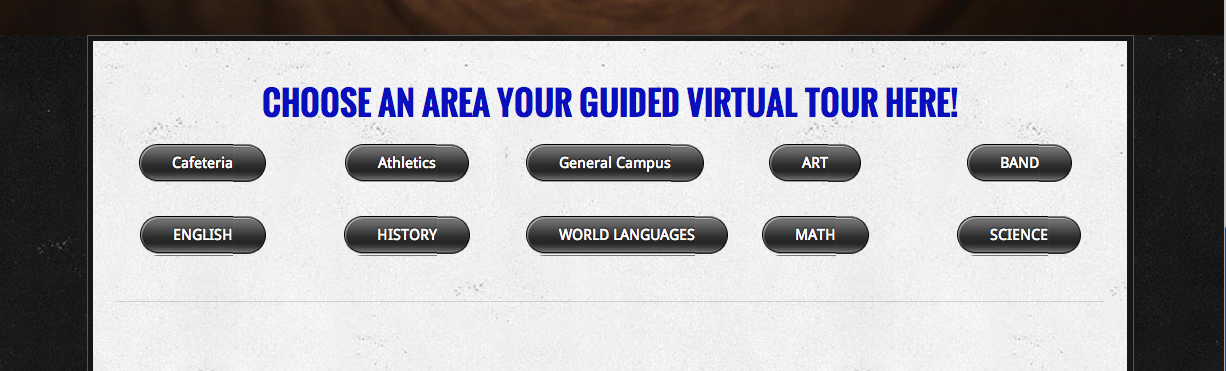 CHOOSE AN AREA YOUR GUIDED VIRTUAL TOUR HERE!
Cafeteria Athletics General Campus ART BAND
ENGLISH HISTORY WORLD LANGUAGES MATH SCIENCE